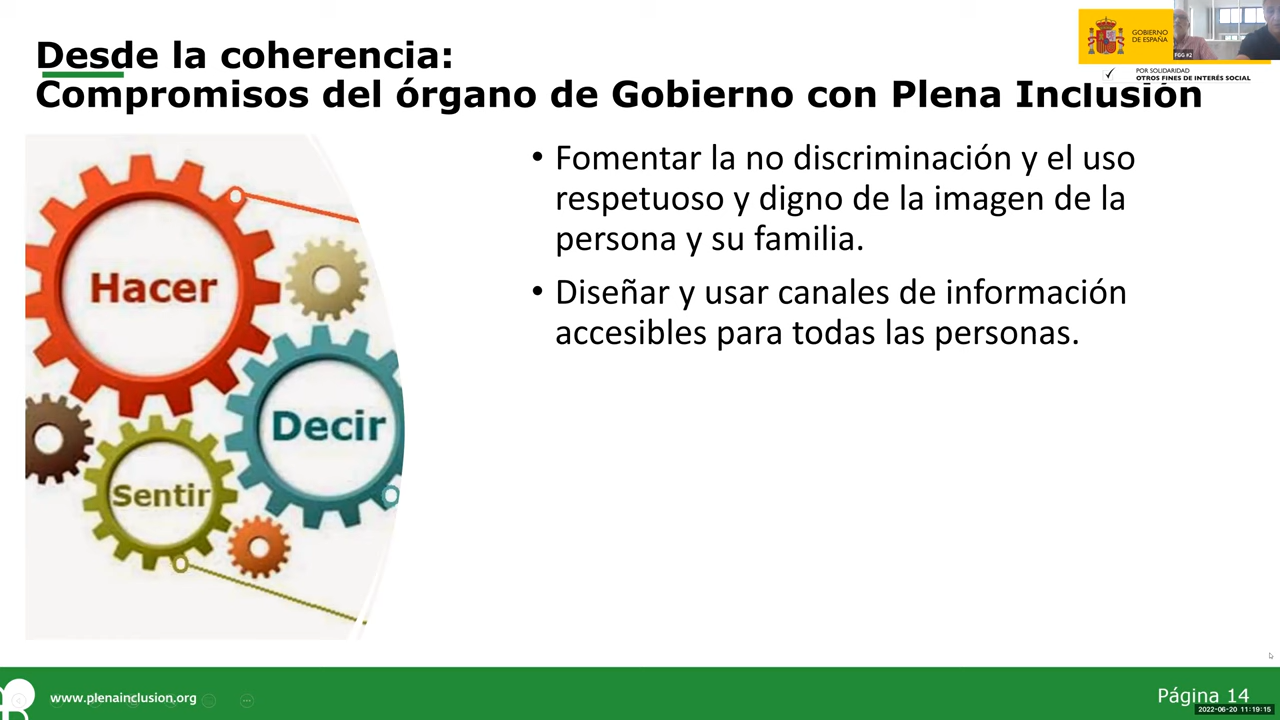 Desde la coherencia:
Compromisos del órgano de Gobierno con Plena Inclusión
GOBIERNO
DE ESPAÑA
FGG #2
POR SOLIDARIDAD
OTROS FINES DE INTERÉS SOCIAL
• Fomentar la no discriminación y el uso
respetuoso y digno de la imagen de la
persona y su familia.
• Diseñar y usar canales de información
accesibles para todas las personas.
Hacer
Decir
Sentir
www.plenainclusion.org
Página 14
2022-06-20 11:19:15